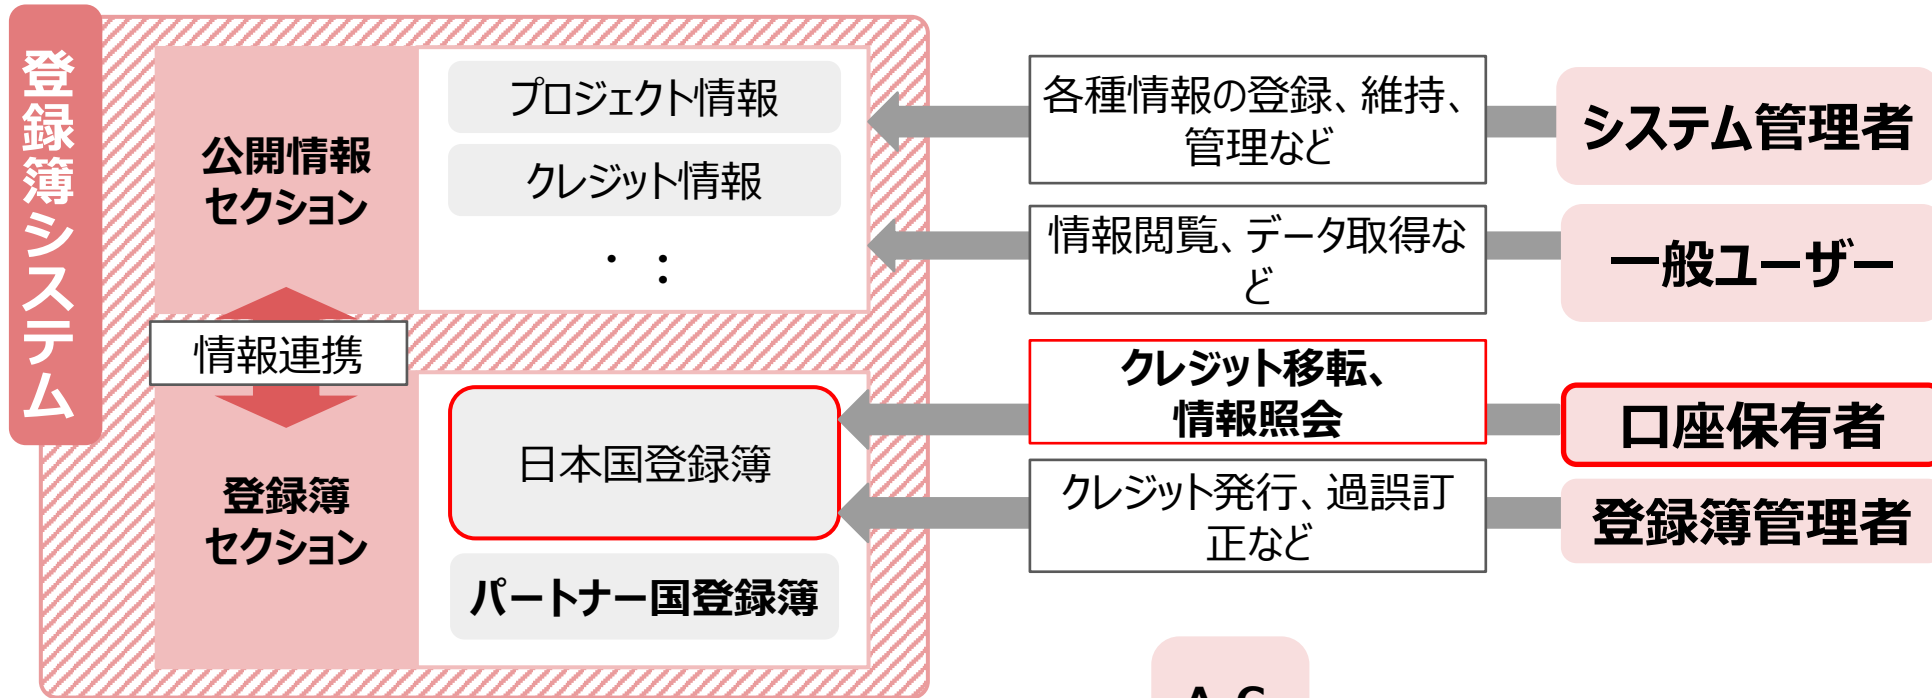 登録簿システム
公開情報
セクション
プロジェクト情報
クレジット情報
・ :
情報連携
登録簿
セクション
日本国登録簿
パートナー国登録簿
各種情報の登録、維持、
管理など
システム管理者
情報閲覧、データ取得な
ど
一般ユーザー
クレジット移転、
情報照会
口座保有者
クレジット発行、過誤訂
正など
登録簿管理者